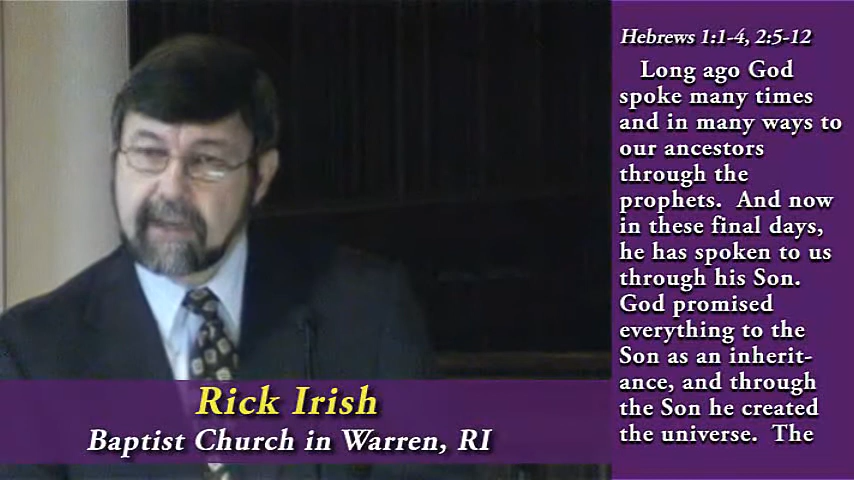 Rick Irish
Baptist Church in Warren, RI
Hebrews 1:1-4, 2:5-12
Long ago God
spoke many times
and in many ways to
our ancestors
through the
prophets.  And now
in these final days,
he has spoken to us
through his Son.
God promised
everything to the
Son as an inherit-
ance, and through
the Son he created
the universe.  The